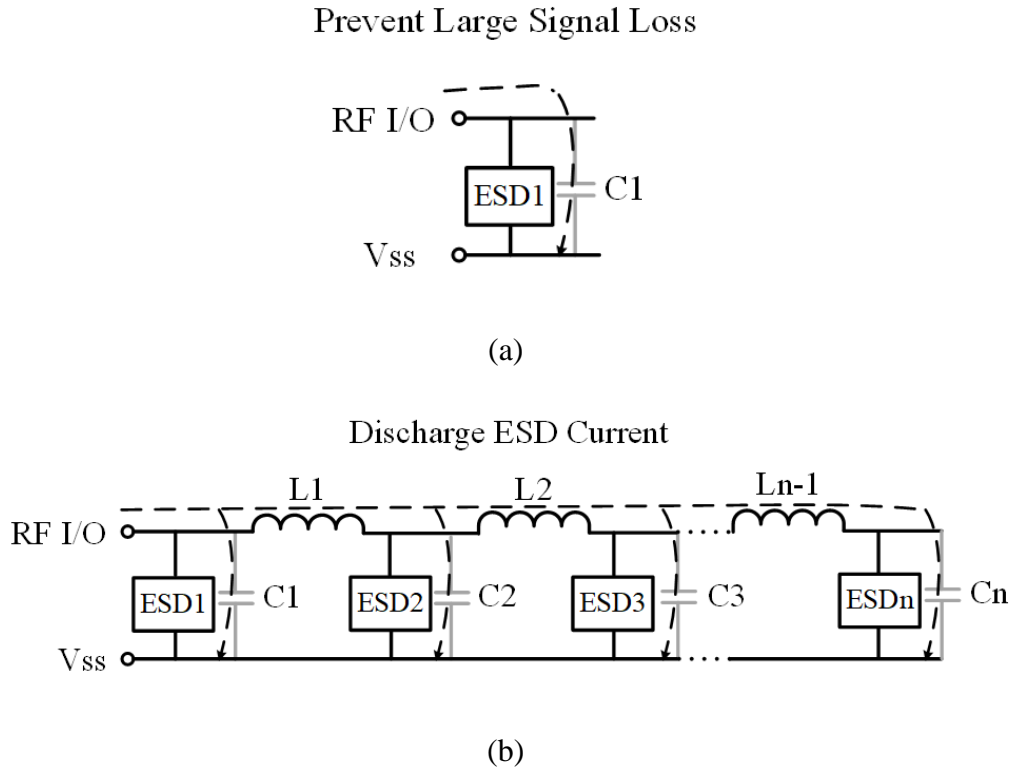 Prevent Large Signal Loss
RF I/O
ESD1
C1
Vss
(a)
Discharge ESD Current
L1
L2
Ln-1
RF I/O
ESD1
C1
ESD2
C2
ESD3
C3
ESDn
Cn
Vss
(b)